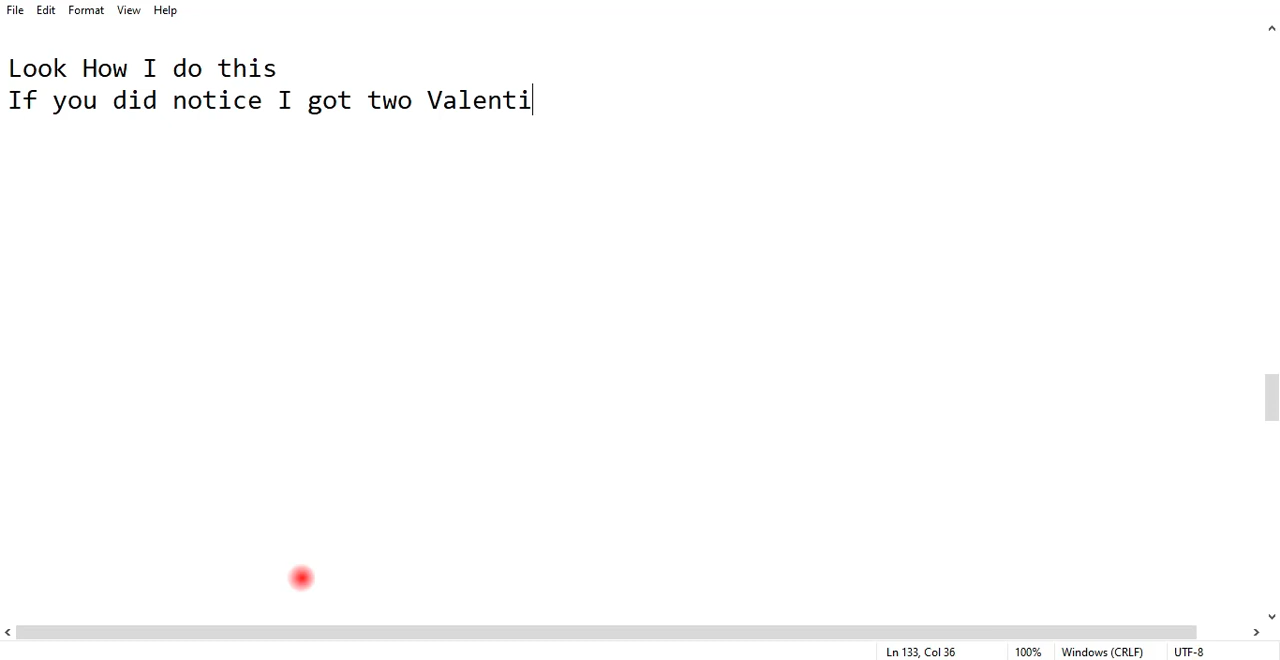 File Edit Format View Help
Look How I do this
If you did notice I got two Valenti
Ln 133, Col 36 100% Windows (CRLF) UTF-8